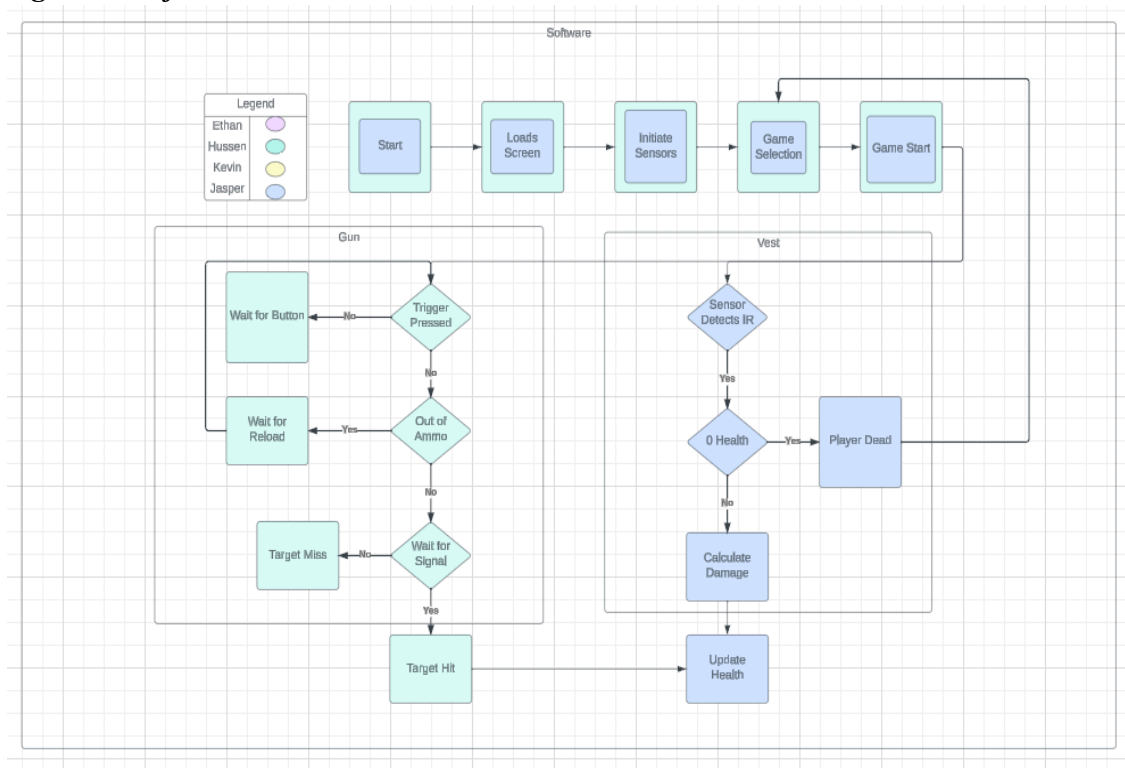 Software
Legend
Ethan
Hussen
Kevin
Jasper
Start
Loads
Screen
Initiate
Sensors
Game
Selection
Game Start
Gun
Trigger
Pressed
No
Wait for Button
No
Out of
Ammo
Yes
Wait for
Reload
No
Wait for
Signal
No
Target Miss
Yes
Target Hit
Vest
Sensor
Detects IR
Yes
0 Health
Yes
Player Dead
No
Calculate
Damage
Update
Health